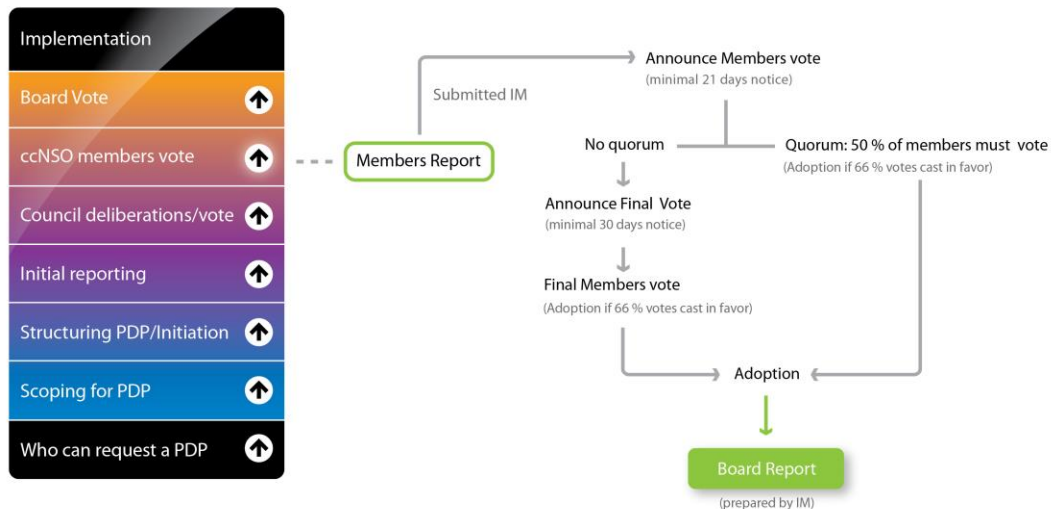 Implementation
Board Vote
ccNSO members vote
Council deliberations/vote
Initial reporting
Structuring PDP/Initiation
Scoping for PDP
Who can request a PDP
Members Report
Submitted IM
Announce Members vote
(minimal 21 days notice)
No quorum
Quorum: 50 % of members must vote
(Adoption if 66 % votes cast in favor)
Announce Final Vote
(minimal 30 days notice)
Final Members vote
(Adoption if 66 % votes cast in favor)
Adoption
Board Report
(prepared by IM)